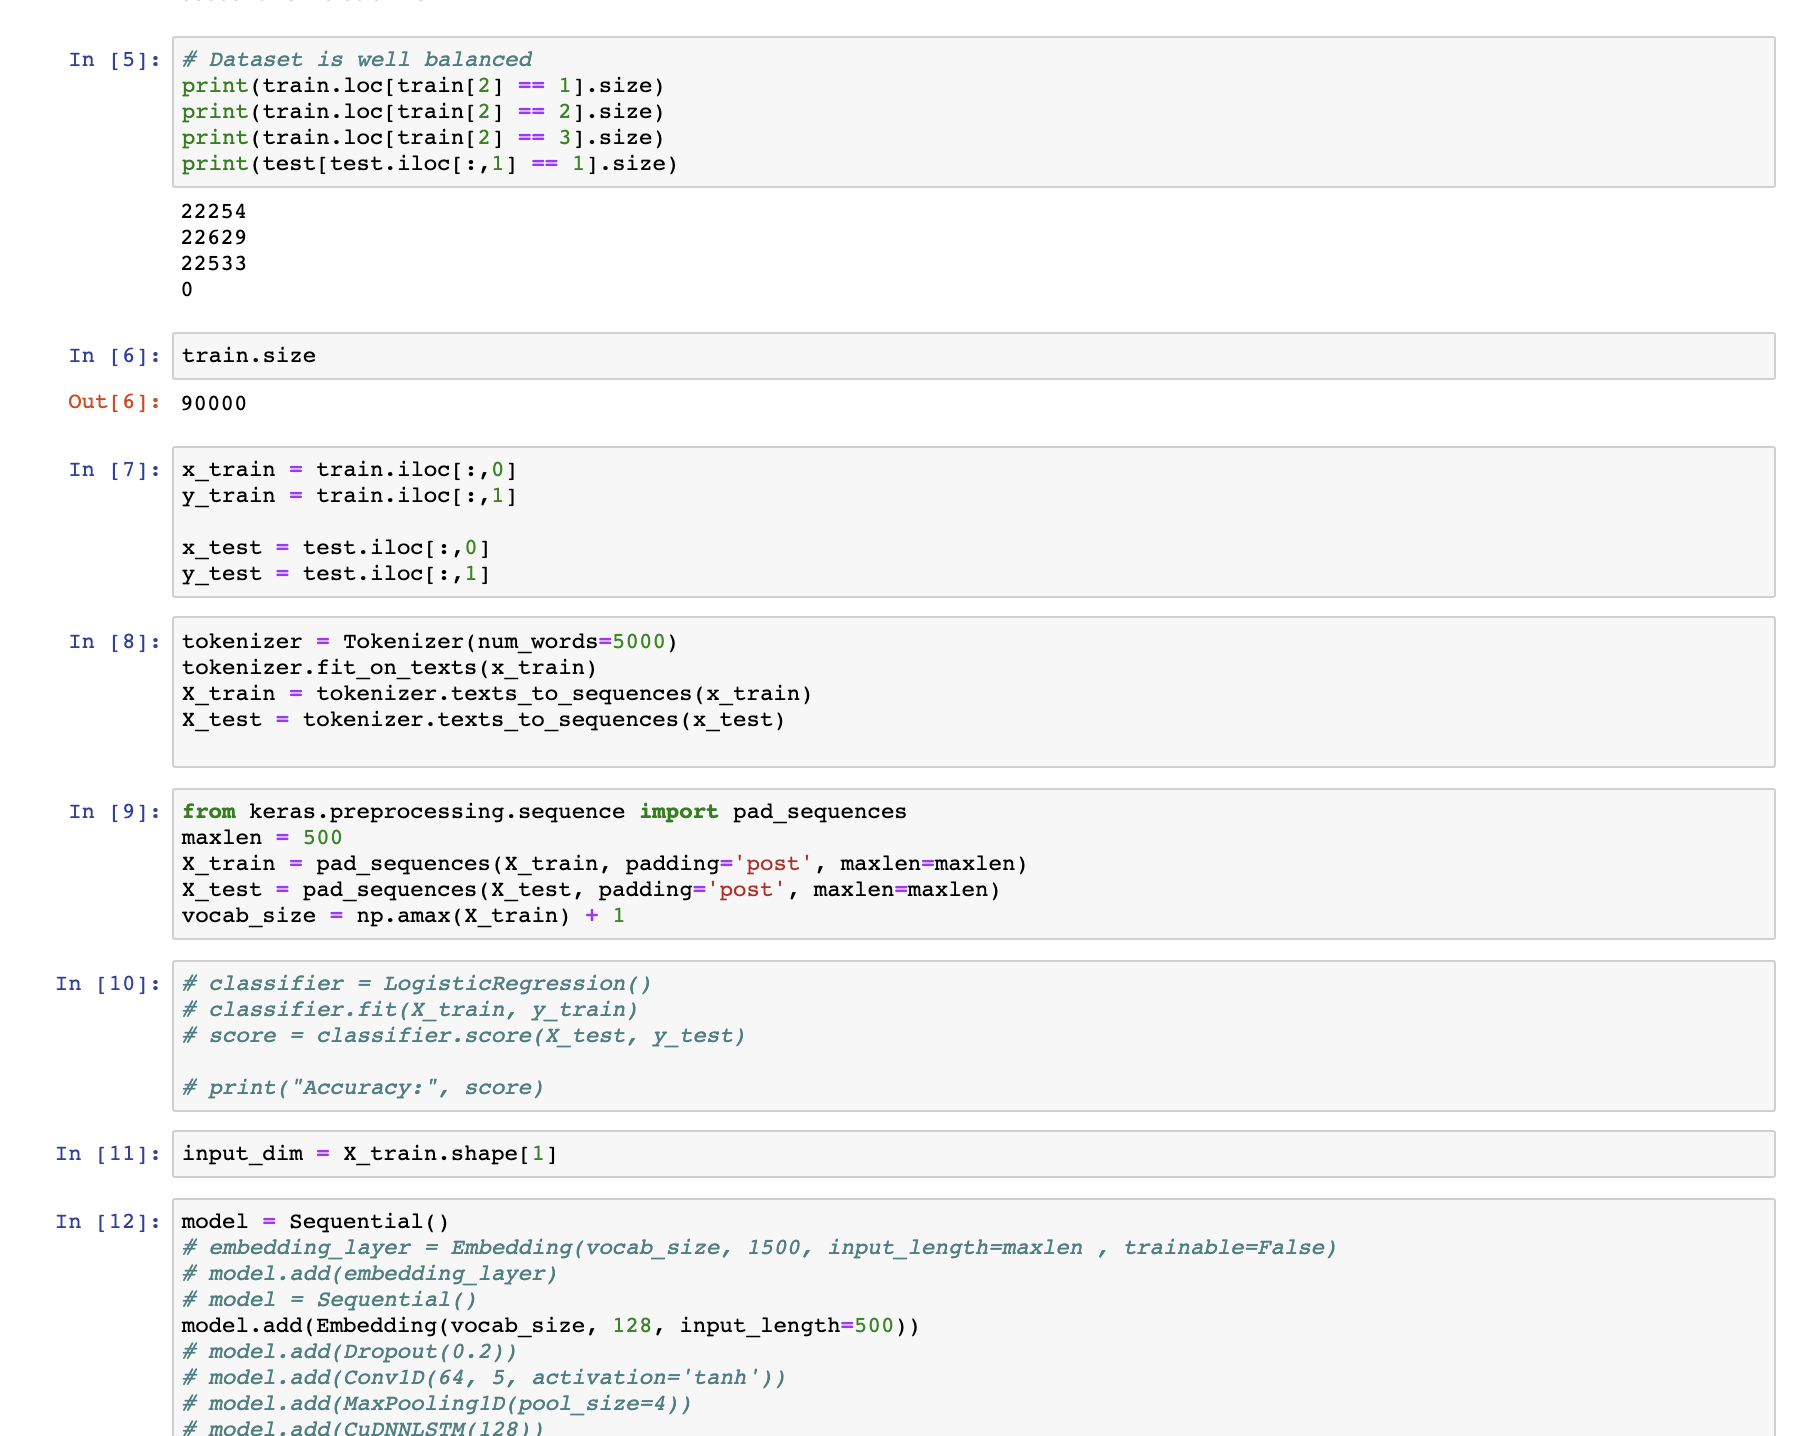 In [5]: # Dataset is well balanced
print(train.loc[train[2] == 1].size)
print(train.loc[train[2] == 2].size)
print(train.loc[train[2] == 3].size)
print(test[test.iloc[:,1] == 1].size)
22254
22629
22533
0
In [6]: train.size
Out[6]: 90000
In [7]: x_train = train.iloc[:,0]
y_train = train.iloc[:,1]
x_test = test.iloc[:,0]
y_test = test.iloc[:,1]
In [8]: tokenizer = Tokenizer(num_words=5000)
tokenizer.fit_on_texts(x_train)
X_train = tokenizer.texts_to_sequences(x_train)
X_test = tokenizer.texts_to_sequences(x_test)
In [9]: from keras.preprocessing.sequence import pad_sequences
maxlen = 500
X_train = pad_sequences(X_train, padding='post', maxlen=maxlen)
X_test = pad_sequences(X_test, padding='post', maxlen=maxlen)
vocab_size = np.amax(X_train) + 1
In [10]: # classifier = LogisticRegression()
# classifier.fit(X_train, y_train)
# score = classifier.score(X_test, y_test)
# print("Accuracy:", score)
In [11]: input_dim = X_train.shape[1]
In [12]: model = Sequential()
# embedding_layer = Embedding(vocab_size, 1500, input_length=maxlen , trainable=False)
# model.add(embedding_layer)
# model = Sequential()
model.add(Embedding(vocab_size, 128, input_length=500))
# model.add(Dropout(0.2))
# model.add(Conv1D(64, 5, activation='tanh'))
# model.add(MaxPooling1D(pool_size=4))
# model.add(CuDNNLSTM(128))